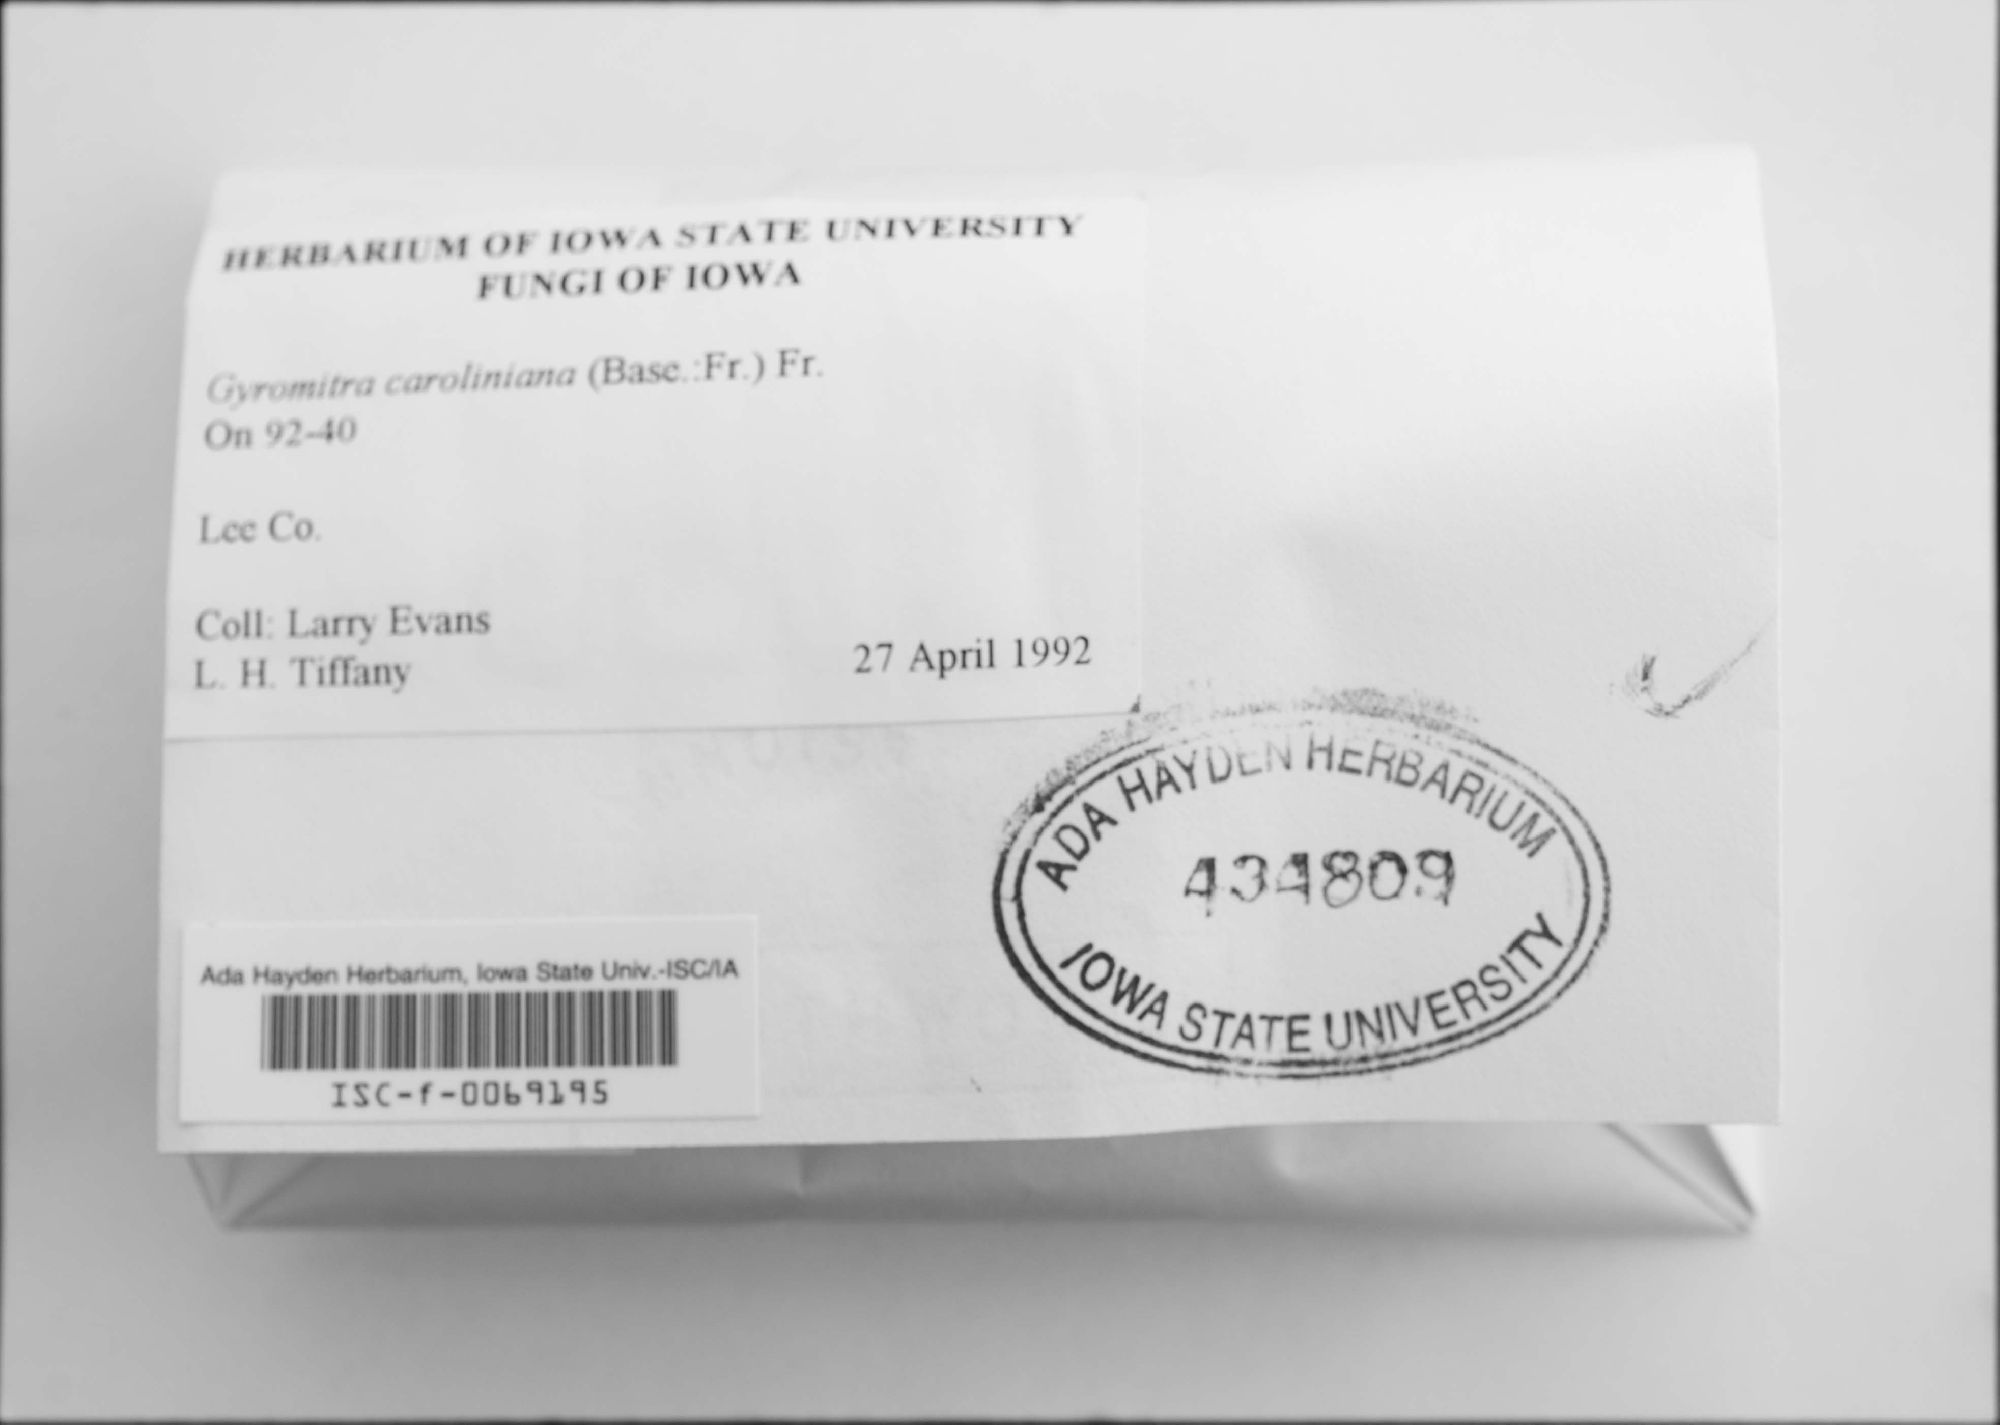 HERBARIUM OF IOWA STATE UNIVERSITY
FUNGI OF IOWA
Gyromitra caroliniana (Basc.:Fr.) Fr.
On 92-40
Lee Co.
Coll: Larry Evans
L. H. Tiffany
27 April 1992
ADA HAYDEN HERBARIUM
434809
IOWA STATE UNIVERSITY
Ada Hayden Herbarium, Iowa State Univ.-ISC/IA
ISC-f-0069195